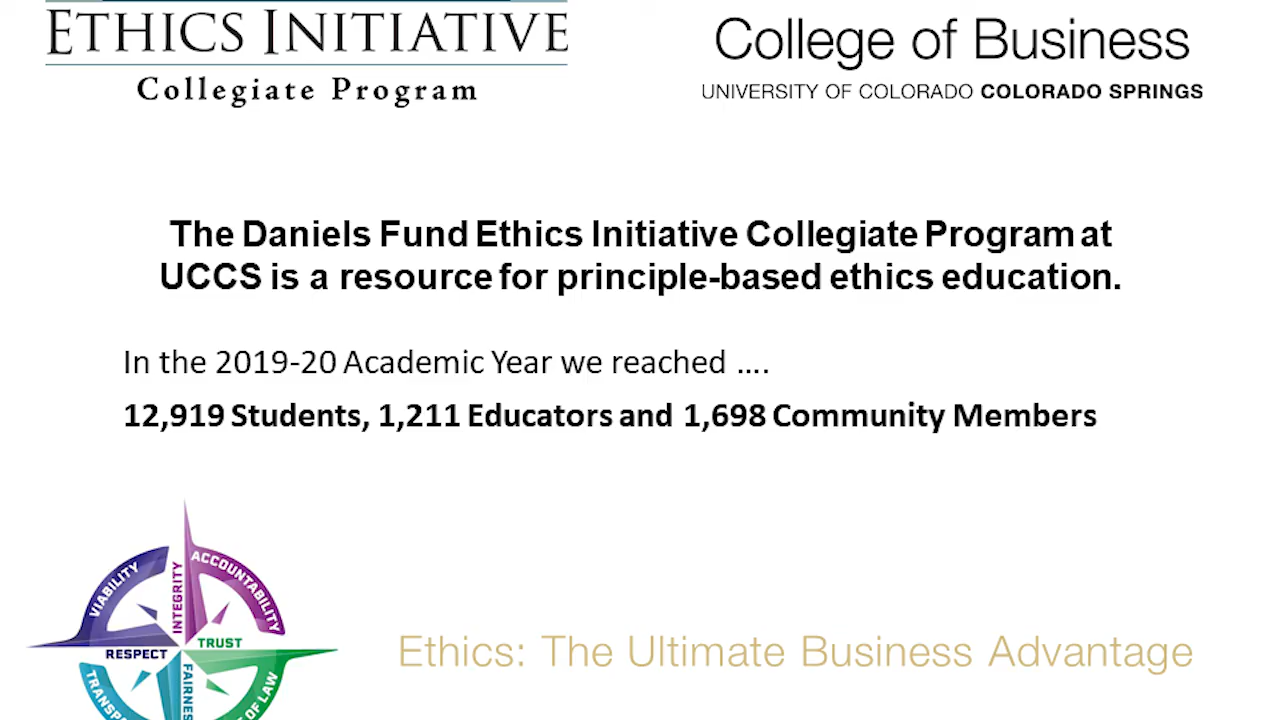 ETHICS INITIATIVE
Collegiate Program
College of Business
UNIVERSITY OF COLORADO COLORADO SPRINGS
The Daniels Fund Ethics Initiative Collegiate Program at
UCCS is a resource for principle-based ethics education.
In the 2019-20 Academic Year we reached ….
12,919 Students, 1,211 Educators and 1,698 Community Members
VIABILITY
INTEGRITY
ACCOUNTABILITY
TRUST
RESPECT
Ethics: The Ultimate Business Advantage
OF LAW